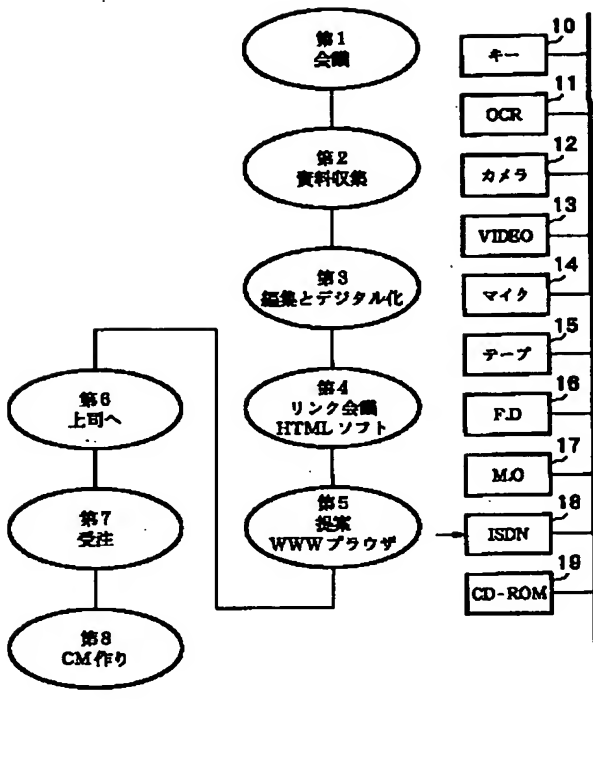 第1
会議
第2
資料収集
第3
編集とデジタル化
第4
リンク会議
HTMLソフト
第5
提案
WWWブラウザ
第6
上司へ
第7
受注
第8
CM作り
10
キー
11
OCR
12
カメラ
13
VIDEO
14
マイク
15
テープ
16
F.D
17
M.O
18
ISDN
19
CD-ROM